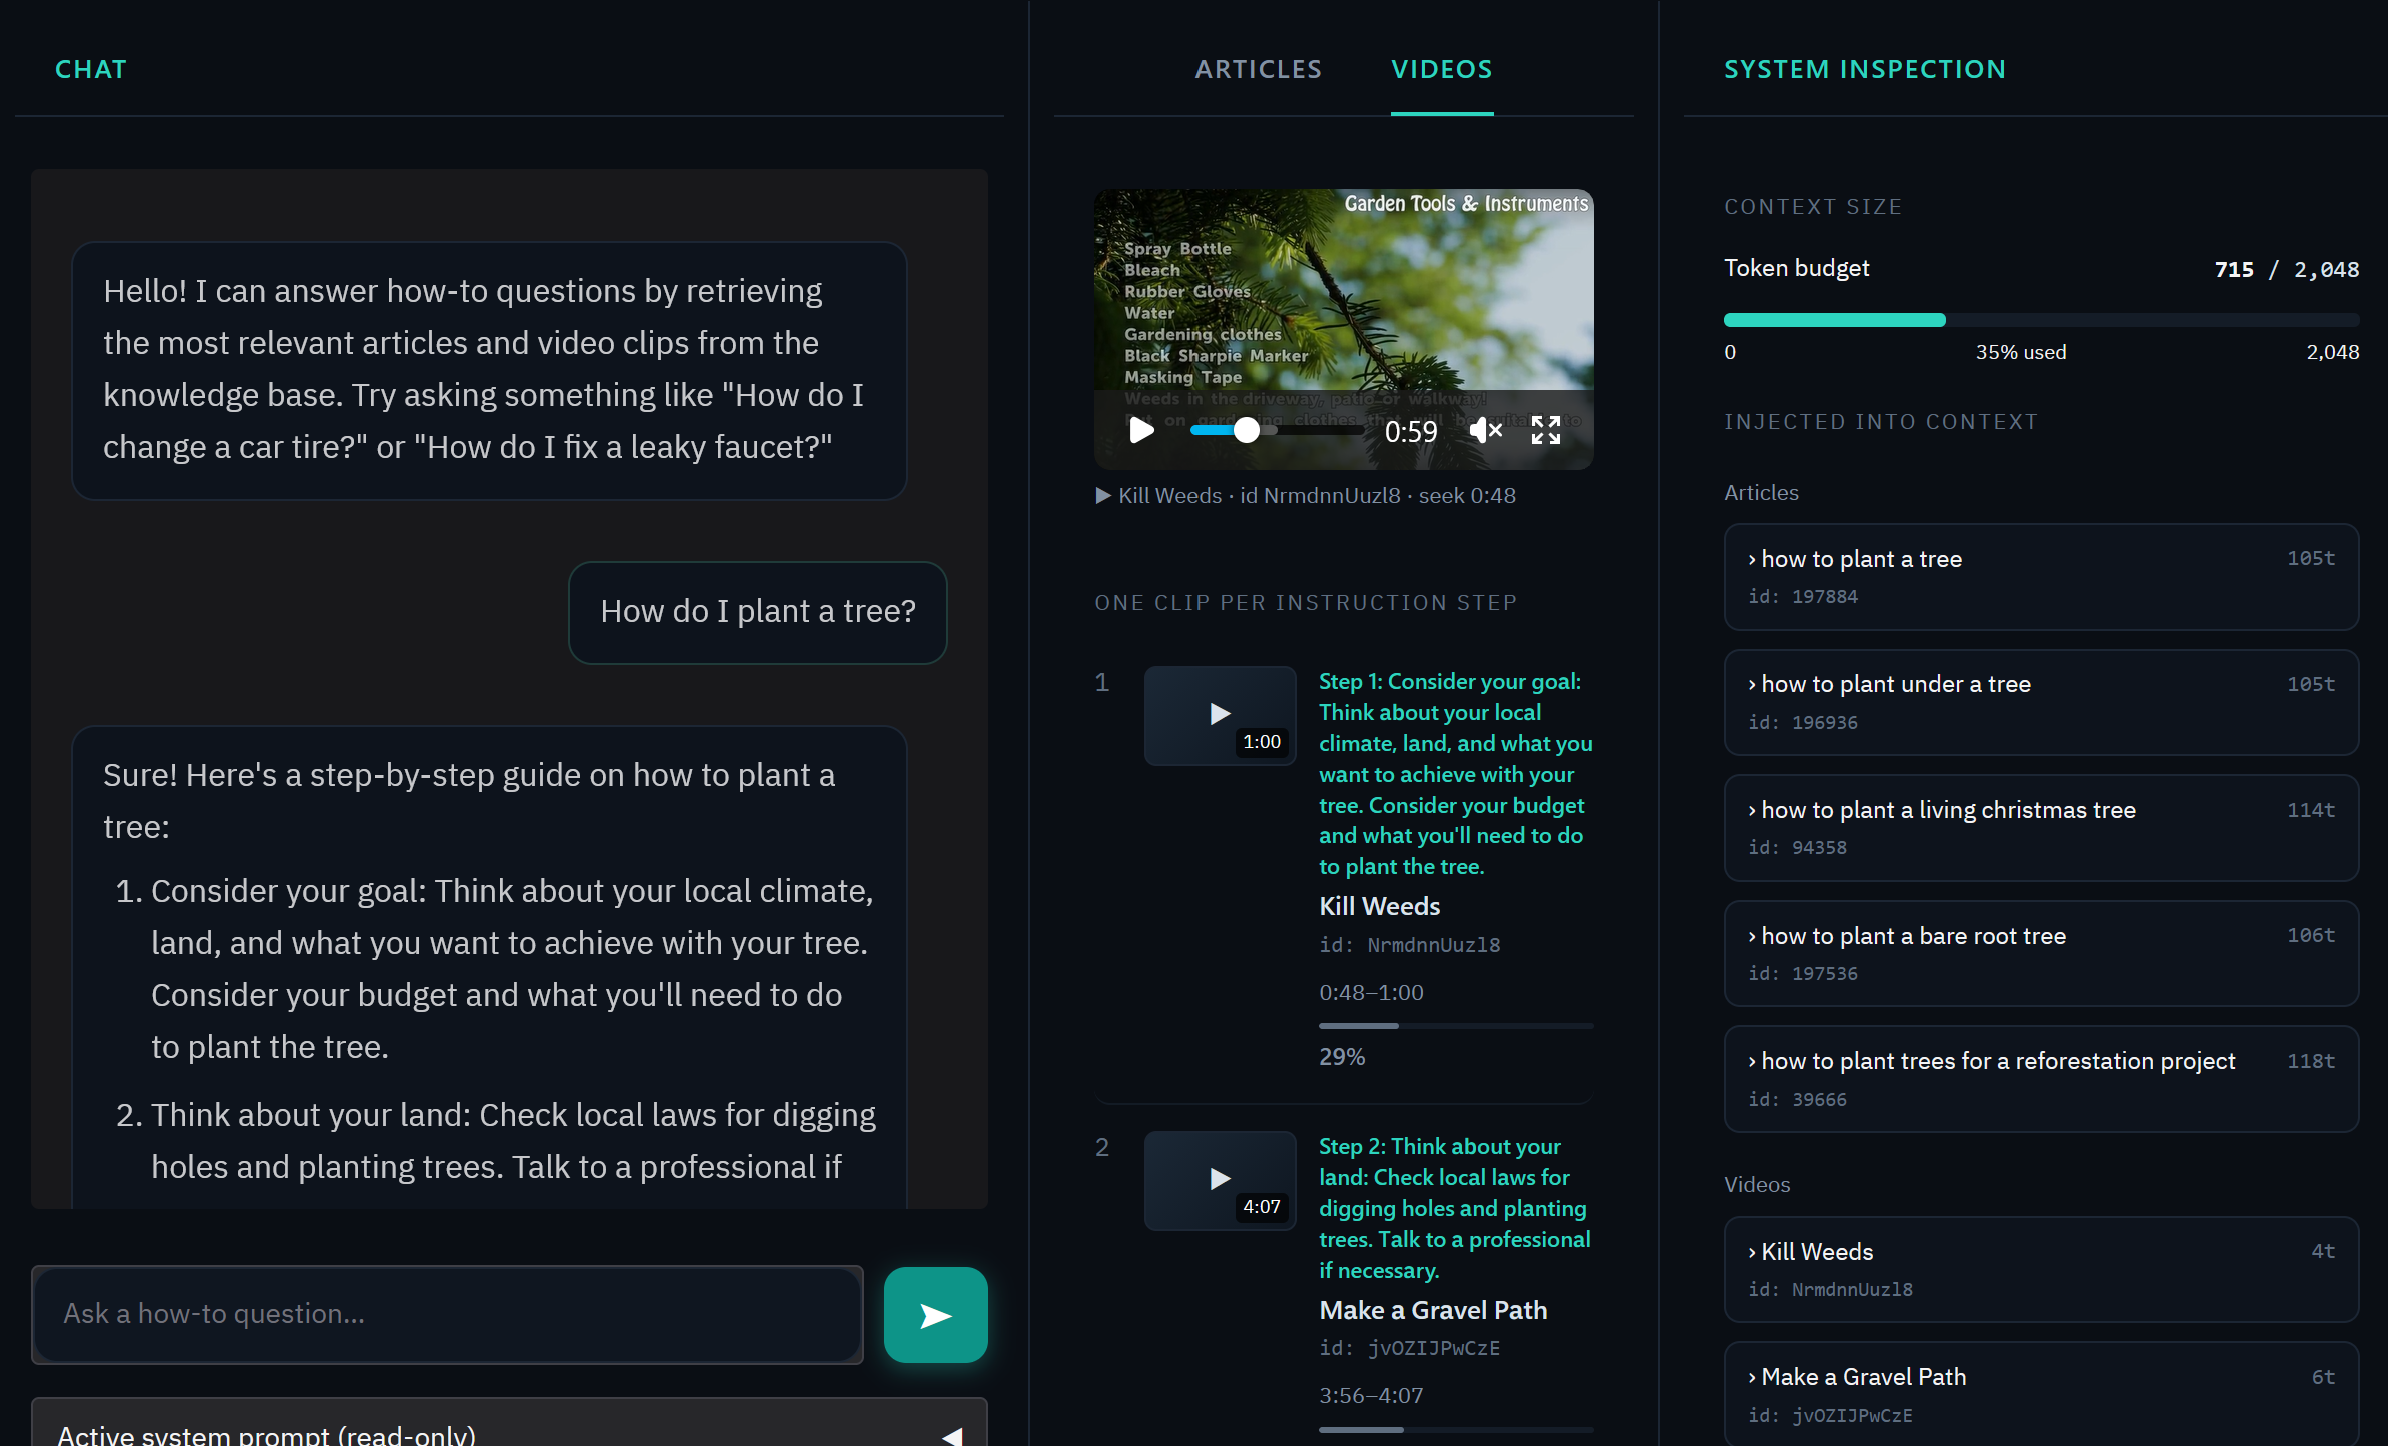 CHAT
Hello! I can answer how-to questions by retrieving
the most relevant articles and video clips from the
knowledge base. Try asking something like "How do I
change a car tire?" or "How do I fix a leaky faucet?"
How do I plant a tree?
Sure! Here's a step-by-step guide on how to plant a
tree:
1. Consider your goal: Think about your local climate,
land, and what you want to achieve with your tree.
Consider your budget and what you'll need to do
to plant the tree.
2. Think about your land: Check local laws for digging
holes and planting trees. Talk to a professional if
Ask a how-to question...
Active system prompt (read-only)
ARTICLES
VIDEOS
Garden Tools & Instruments
Spray Bottle
Bleach
Rubber Gloves
Water
Gardening clothes
Black Sharpie Marker
Masking Tape
Weeds in the driveway, patio or walkway!
Put on gardening clothes that will be suitable to
0:59
Kill Weeds · id NrmdnnUuzl8 · seek 0:48
ONE CLIP PER INSTRUCTION STEP
1
1:00
Step 1: Consider your goal:
Think about your local
climate, land, and what you
want to achieve with your
tree. Consider your budget
and what you'll need to do
to plant the tree.
Kill Weeds
id: NrmdnnUuzl8
0:48–1:00
29%
2
4:07
Step 2: Think about your
land: Check local laws for
digging holes and planting
trees. Talk to a professional
if necessary.
Make a Gravel Path
id: jvOZIJPwCzE
3:56–4:07
SYSTEM INSPECTION
CONTEXT SIZE
Token budget 715 / 2,048
0 35% used 2,048
INJECTED INTO CONTEXT
Articles
› how to plant a tree 105t
id: 197884
› how to plant under a tree 105t
id: 196936
› how to plant a living christmas tree 114t
id: 94358
› how to plant a bare root tree 106t
id: 197536
› how to plant trees for a reforestation project 118t
id: 39666
Videos
› Kill Weeds 4t
id: NrmdnnUuzl8
› Make a Gravel Path 6t
id: jvOZIJPwCzE